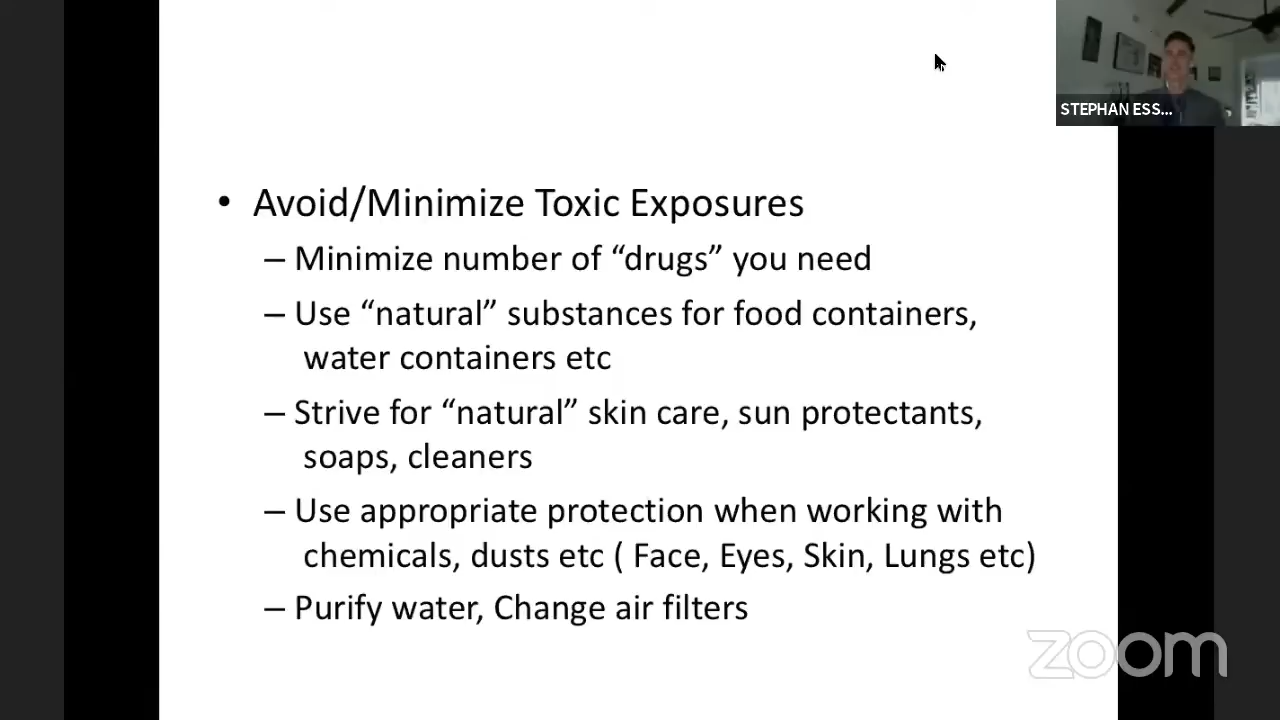 STEPHAN ESS...
• Avoid/Minimize Toxic Exposures
– Minimize number of “drugs” you need
– Use “natural” substances for food containers,
water containers etc
– Strive for “natural” skin care, sun protectants,
soaps, cleaners
– Use appropriate protection when working with
chemicals, dusts etc ( Face, Eyes, Skin, Lungs etc)
– Purify water, Change air filters
zoom